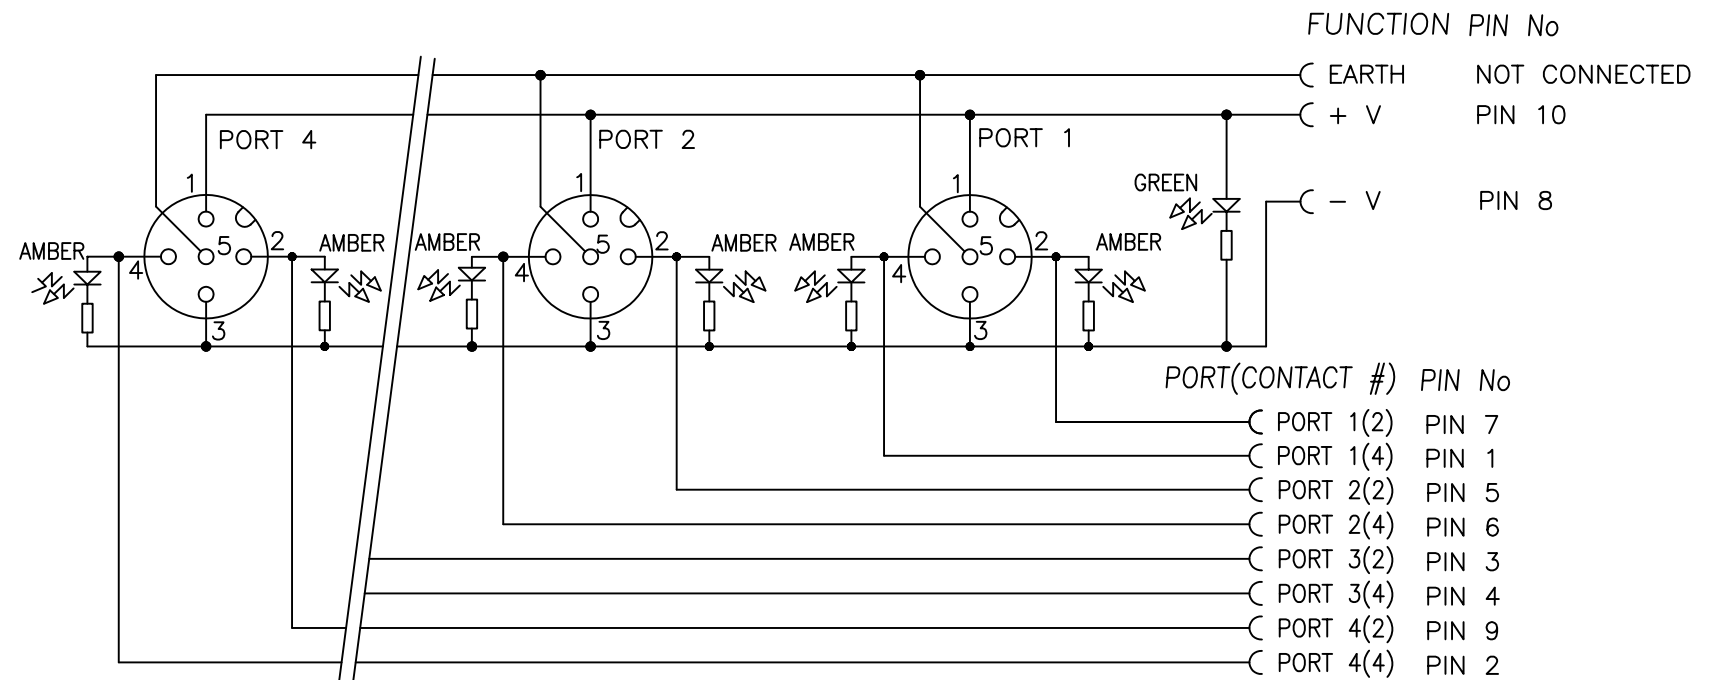 FUNCTION PIN No
EARTH NOT CONNECTED
+ V PIN 10
PORT 4 PORT 2 PORT 1
1 1 1
GREEN
- V PIN 8
AMBER 4 5 2 AMBER
AMBER 4 5 2 AMBER
AMBER 4 5 2 AMBER
3 3 3
PORT(CONTACT #) PIN No
PORT 1(2) PIN 7
PORT 1(4) PIN 1
PORT 2(2) PIN 5
PORT 2(4) PIN 6
PORT 3(2) PIN 3
PORT 3(4) PIN 4
PORT 4(2) PIN 9
PORT 4(4) PIN 2